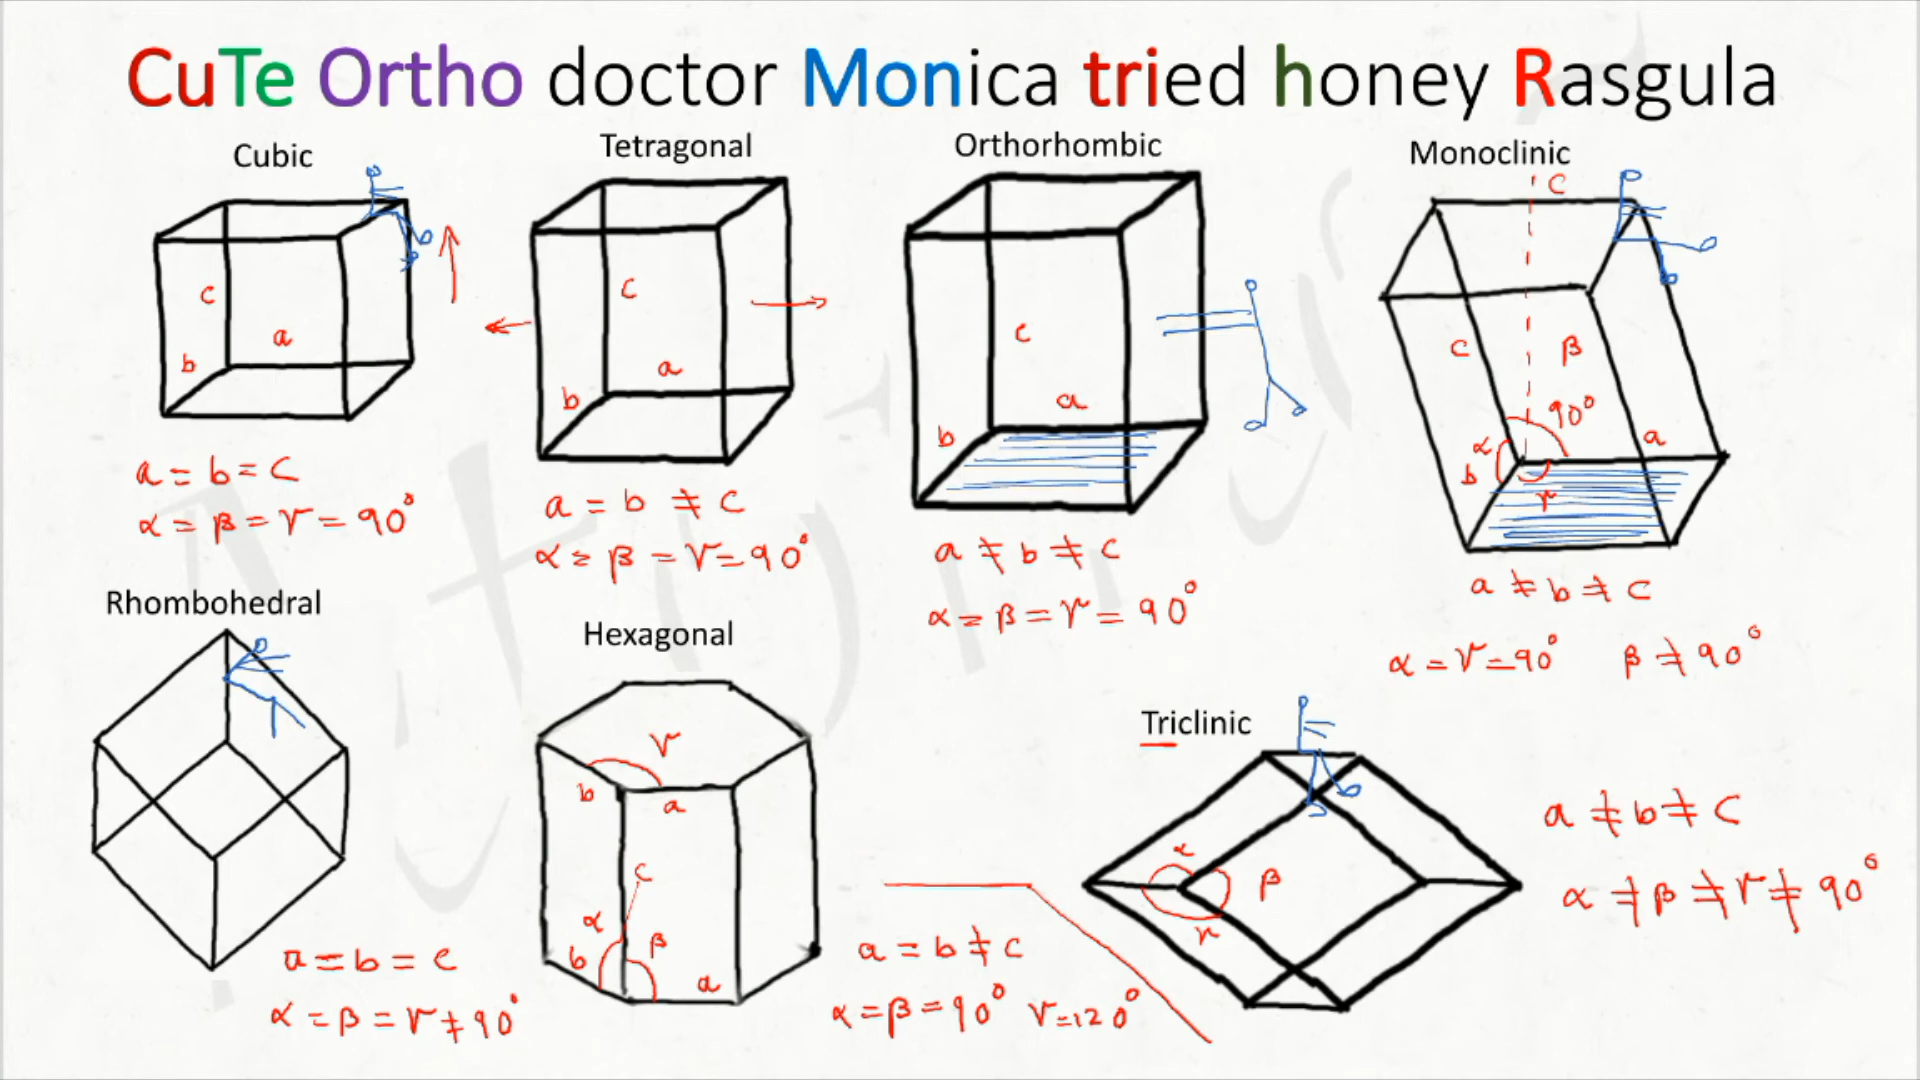 CuTe Ortho doctor Monica tried honey Rasgula
Cubic
c
a
b
a = b = c
α = β = γ = 90°
Tetragonal
c
a
b
a = b ≠ c
α = β = γ = 90°
Orthorhombic
c
a
b
a ≠ b ≠ c
α = β = γ = 90°
Monoclinic
c
c
β
90°
α
a
b
γ
a ≠ b ≠ c
α = γ = 90° β ≠ 90°
Rhombohedral
a = b = c
α = β = γ ≠ 90°
Hexagonal
γ
b
a
c
α
β
b
a
a = b ≠ c
α = β = 90° γ = 120°
Triclinic
α
β
γ
a ≠ b ≠ c
α ≠ β ≠ γ ≠ 90°